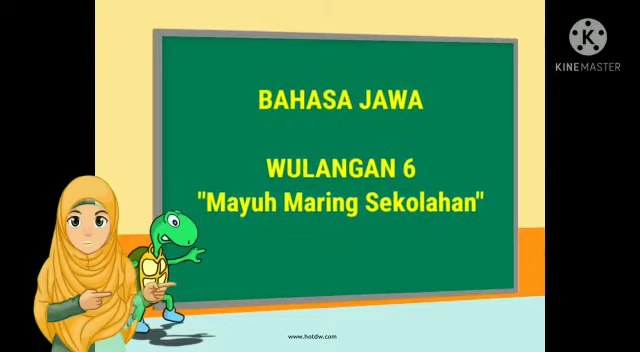 BAHASA JAWA
WULANGAN 6
"Mayuh Maring Sekolahan"
K
KINEMASTER
www.hotdw.com